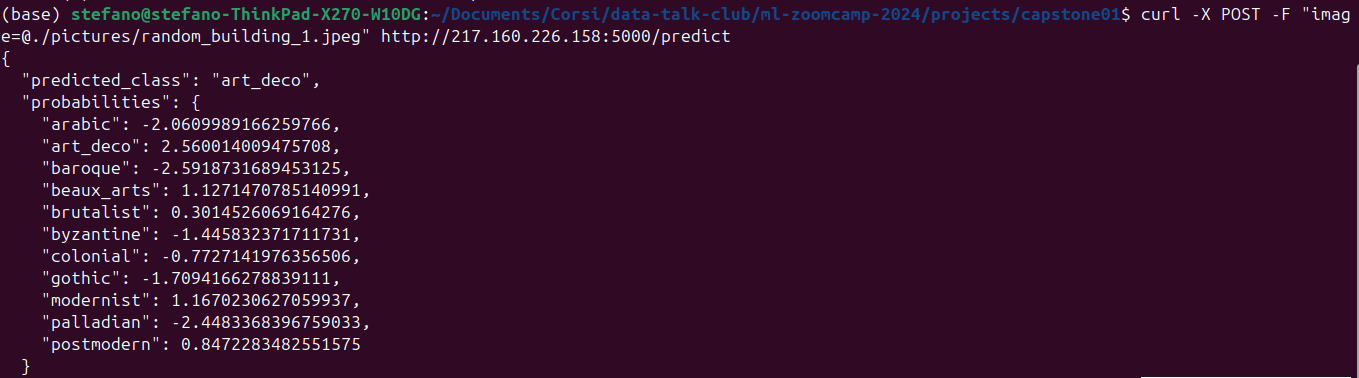 (base) stefano@stefano-ThinkPad-X270-W10DG:~/Documents/Corsi/data-talk-club/ml-zoomcamp-2024/projects/capstone01$ curl -X POST -F "imag
e=@./pictures/random_building_1.jpeg" http://217.160.226.158:5000/predict
{
  "predicted_class": "art_deco",
  "probabilities": {
    "arabic": -2.0609989166259766,
    "art_deco": 2.560014009475708,
    "baroque": -2.5918731689453125,
    "beaux_arts": 1.1271470785140991,
    "brutalist": 0.3014526069164276,
    "byzantine": -1.445832371711731,
    "colonial": -0.7727141976356506,
    "gothic": -1.7094166278839111,
    "modernist": 1.1670230627059937,
    "palladian": -2.4483368396759033,
    "postmodern": 0.8472283482551575
  }